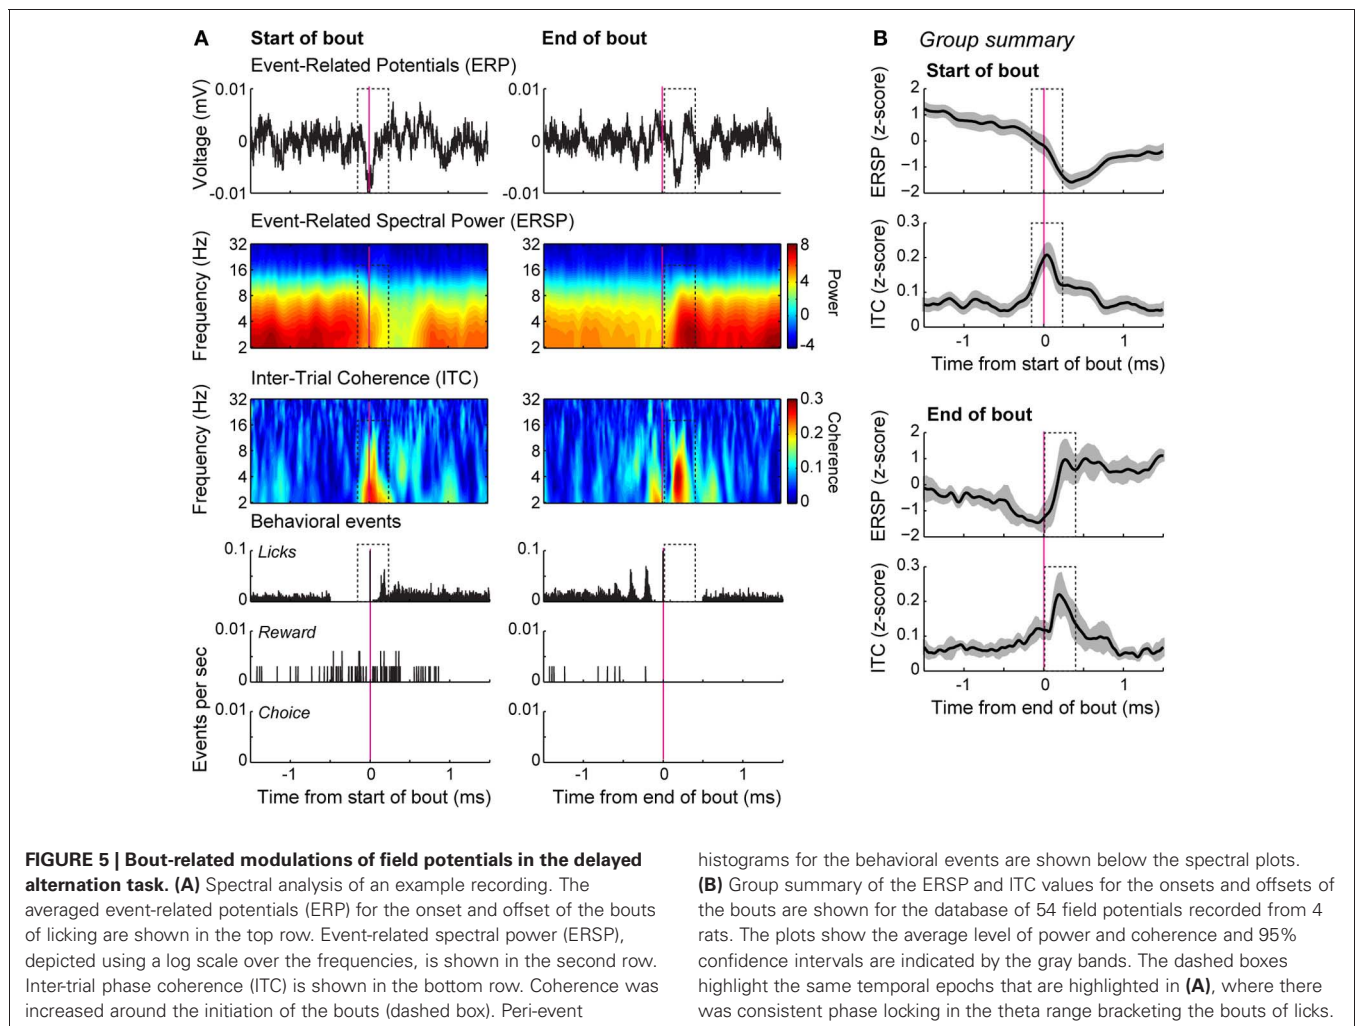 A
Start of bout
End of bout
Event-Related Potentials (ERP)
Voltage (mV)
0.01
0
-0.01
0.01
0
-0.01
Event-Related Spectral Power (ERSP)
Frequency (Hz)
32
16
8
4
2
32
16
8
4
2
8
4
0
-4
Power
Inter-Trial Coherence (ITC)
Frequency (Hz)
32
16
8
4
2
32
16
8
4
2
0.3
0.2
0.1
0
Coherence
Behavioral events
Events per sec
Licks
0.1
0
0.1
0
Reward
0.01
0
0.01
0
Choice
0.01
0
0.01
0
-1 0 1
-1 0 1
Time from start of bout (ms)
Time from end of bout (ms)
B
Group summary
Start of bout
ERSP (z-score)
2
1
0
-1
-2
ITC (z-score)
0.3
0.2
0.1
0
-1 0 1
Time from start of bout (ms)
End of bout
ERSP (z-score)
2
1
0
-1
-2
ITC (z-score)
0.3
0.2
0.1
0
-1 0 1
Time from end of bout (ms)
FIGURE 5 | Bout-related modulations of field potentials in the delayed
alternation task. (A) Spectral analysis of an example recording. The
averaged event-related potentials (ERP) for the onset and offset of the bouts
of licking are shown in the top row. Event-related spectral power (ERSP),
depicted using a log scale over the frequencies, is shown in the second row.
Inter-trial phase coherence (ITC) is shown in the bottom row. Coherence was
increased around the initiation of the bouts (dashed box). Peri-event
histograms for the behavioral events are shown below the spectral plots.
(B) Group summary of the ERSP and ITC values for the onsets and offsets of
the bouts are shown for the database of 54 field potentials recorded from 4
rats. The plots show the average level of power and coherence and 95%
confidence intervals are indicated by the gray bands. The dashed boxes
highlight the same temporal epochs that are highlighted in (A), where there
was consistent phase locking in the theta range bracketing the bouts of licks.